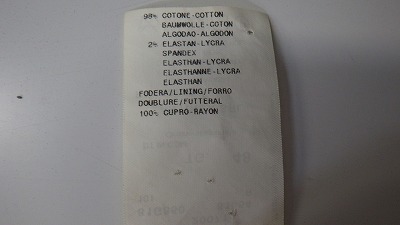 98% COTONE-COTTON
BAUMWOLLE-COTON
ALGODAO-ALGODON
2% ELASTAN-LYCRA
SPANDEX
ELASTHAN-LYCRA
ELASTHANNE-LYCRA
ELASTHAN
FODERA/LINING/FORRO
DOUBLURE/FUTTERAL
100% CUPRO-RAYON